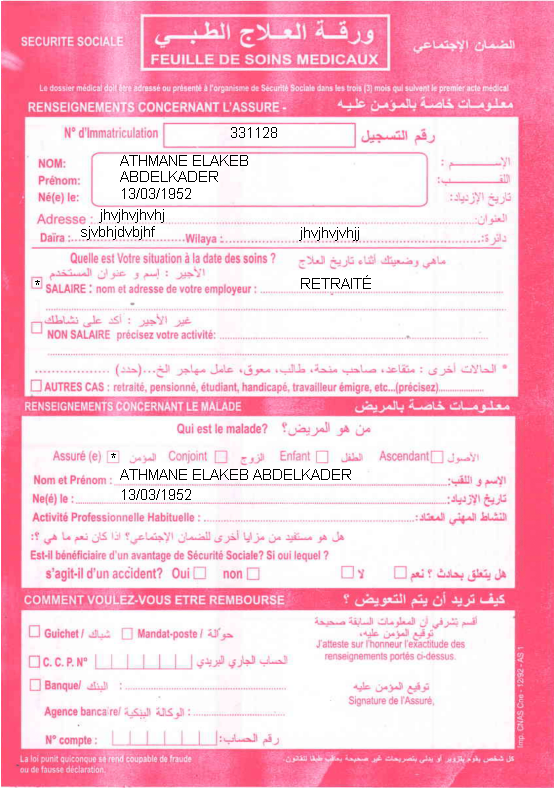 SECURITE SOCIALE
ورقة العلاج الطبي
الضمان الإجتماعي
FEUILLE DE SOINS MEDICAUX
Le dossier médical doit être adressé ou présenté à l'organisme de Sécurité Sociale dans les trois (3) mois qui suivent le premier acte médical
RENSEIGNEMENTS CONCERNANT L'ASSURE - معلومات خاصة بالمؤمن عليه
N° d'Immatriculation 331128 رقم التسجيل
NOM: ATHMANE ELAKEB الإســـم :
Prénom: ABDELKADER اللقـــب:
Né(e) le: 13/03/1952 تاريخ الإزدياد:
Adresse : jhvjhvjhvhj العنوان:
Daïra : sjvbhjdvbjhf Wilaya : jhvjhvjvhjj دائرة:
Quelle est Votre situation à la date des soins ? ماهي وضعيتك أثناء تاريخ العلاج
الأجير : إسم و عنوان المستخدم
* SALAIRE : nom et adresse de votre employeur : RETRAITÉ
غير الأجير : أكد على نشاطك
NON SALAIRE précisez votre activité:
* الحالات أخرى : متقاعد، صاحب منحة، طالب، معوق، عامل مهاجر الخ...(حدد)
AUTRES CAS : retraité, pensionné, étudiant, handicapé, travailleur émigre, etc...(précisez)
RENSEIGNEMENTS CONCERNANT LE MALADE معلومات خاصة بالمريض
Qui est le malade? من هو المريض؟
Assuré (e) * المؤمن Conjoint الزوج Enfant الطفل Ascendant الأصول
Nom et Prénom : ATHMANE ELAKEB ABDELKADER الإسم و اللقب:
Ne(é) le : 13/03/1952 تاريخ الإزدياد:
Activité Professionnelle Habituelle : النشاط المهني المعتاد:
هل هو مستفيد من مزايا أخرى للضمان الإجتماعي؟ اذا كان نعم ما هي ؟:
Est-il bénéficiaire d'un avantage de Sécurité Sociale? Si oui lequel ?
s'agit-il d'un accident? Oui non لا هل يتعلق بحادث ؟ نعم
COMMENT VOULEZ-VOUS ETRE REMBOURSE كيف تريد أن يتم التعويض ؟
Guichet / شباك Mandat-poste / حوالة
C. C. P. N° الحساب الجاري البريدي
Banque/ البنك :
Agence bancaire/ الوكالة البنكية :
N° compte : رقم الحساب:
أقسم بشرفي أن المعلومات السابقة صحيحة
توقيع المؤمن عليه،
J'atteste sur l'honneur l'exactitude des
renseignements portés ci-dessus.
توقيع المؤمن عليه
Signature de l'Assuré,
Imp. CNAS Cne - 12/92 - AS 1
La loi punit quiconque se rend coupable de fraude
ou de fausse déclaration.
كل شخص يقوم بتزوير أو يدلي بتصريحات غير صحيحة يعاقب طبقا للقانون.